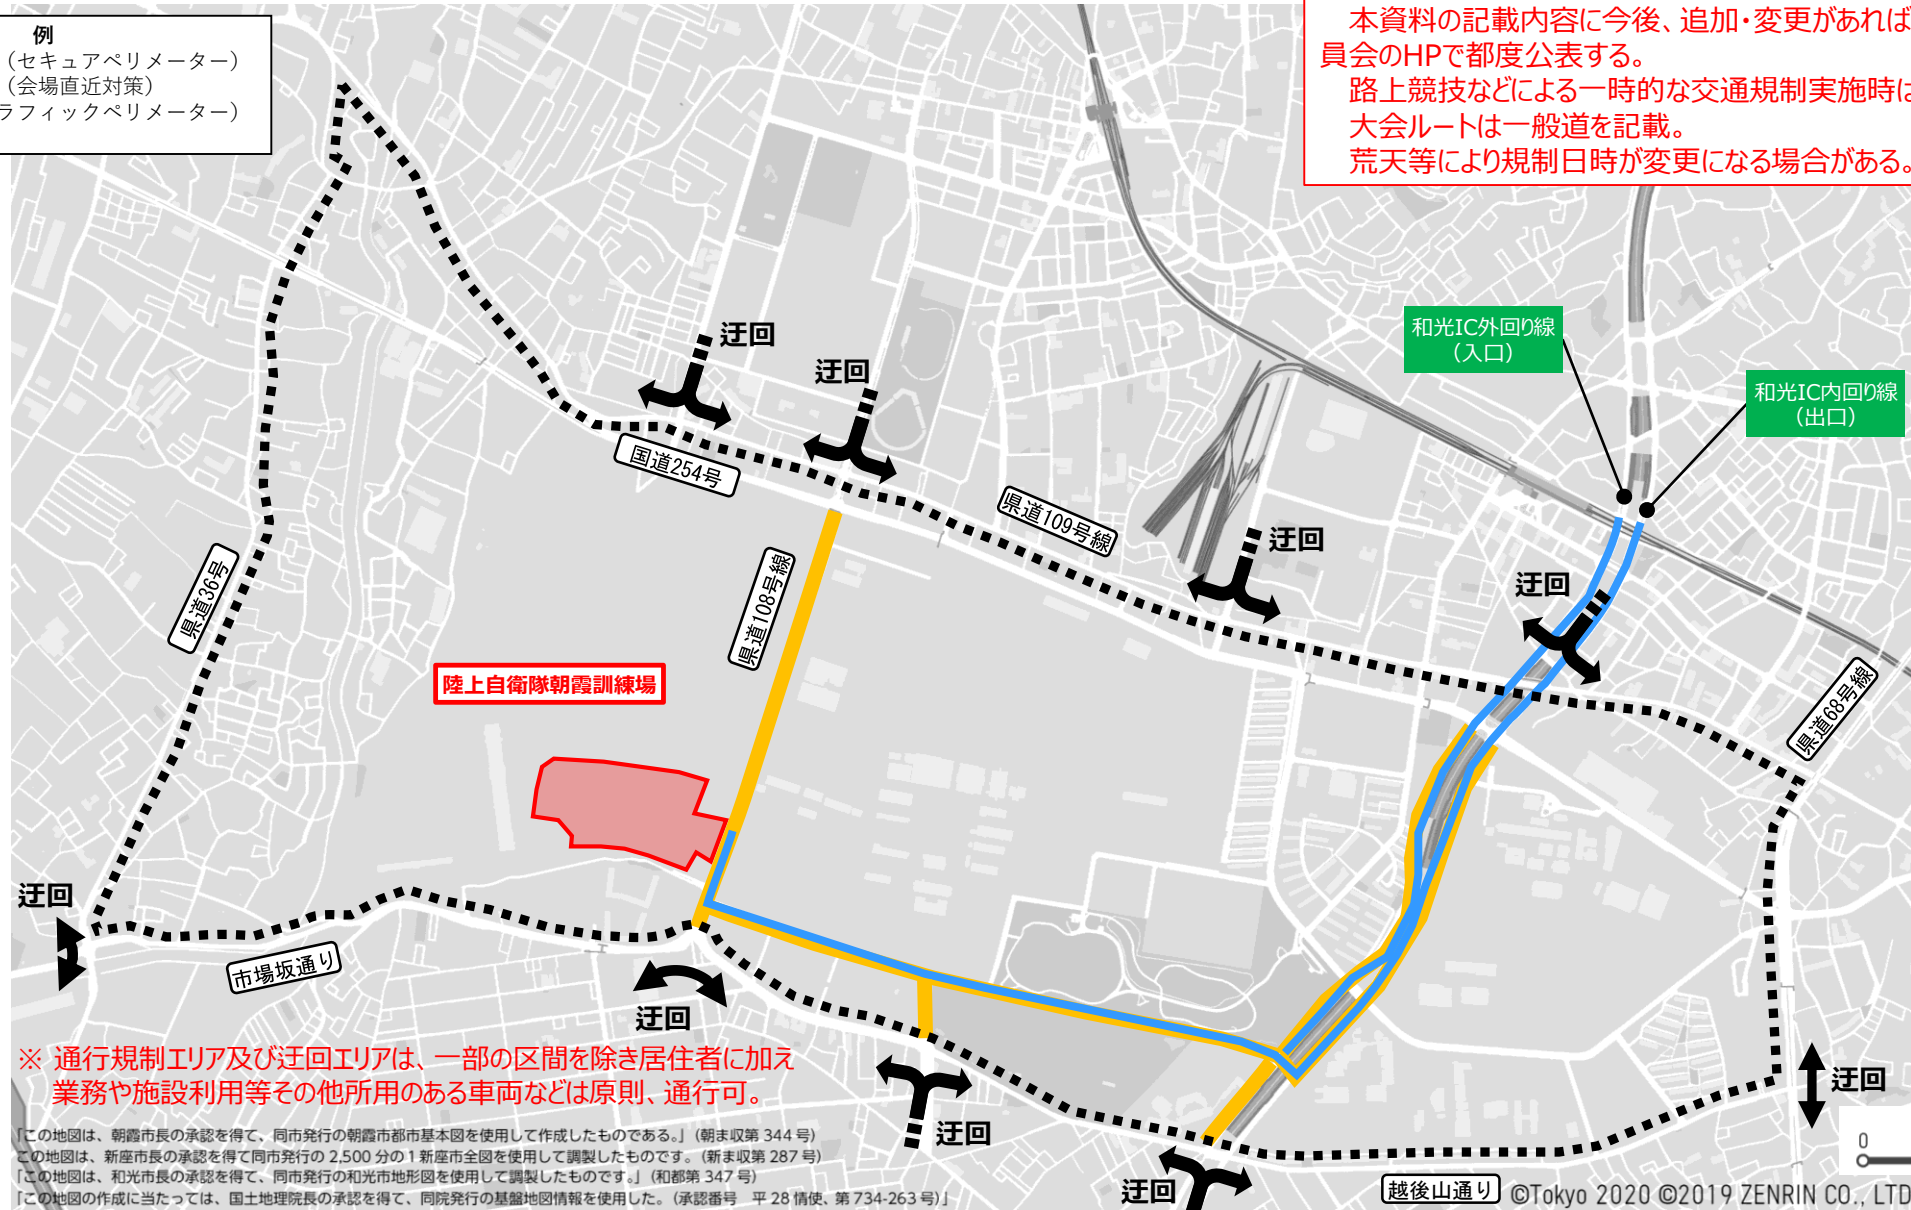 例
（セキュアペリメーター）
（会場直近対策）
ラフィックペリメーター）
本資料の記載内容に今後、追加・変更があれば
員会のHPで都度公表する。
路上競技などによる一時的な交通規制実施時は
大会ルートは一般道を記載。
荒天等により規制日時が変更になる場合がある。
和光IC外回り線
（入口）
和光IC内回り線
（出口）
迂回
迂回
国道254号
県道109号線
迂回
迂回
県道36号
県道108号線
県道68号線
陸上自衛隊朝霞訓練場
迂回
市場坂通り
迂回
迂回
迂回
迂回
※ 通行規制エリア及び迂回エリアは、一部の区間を除き居住者に加え
業務や施設利用等その他所用のある車両などは原則、通行可。
「この地図は、朝霞市長の承認を得て、同市発行の朝霞市都市基本図を使用して作成したものである。」（朝ま収第 344 号）
この地図は、新座市長の承認を得て同市発行の 2,500 分の 1 新座市全図を使用して調製したものです。（新ま収第 287 号）
「この地図は、和光市長の承認を得て、同市発行の和光市地形図を使用して調製したものです。」（和都第 347 号）
「この地図の作成に当たっては、国土地理院長の承認を得て、同院発行の基盤地図情報を使用した。（承認番号　平 28 情使、第 734-263 号）」
0
越後山通り
©Tokyo 2020 ©2019 ZENRIN CO., LTD